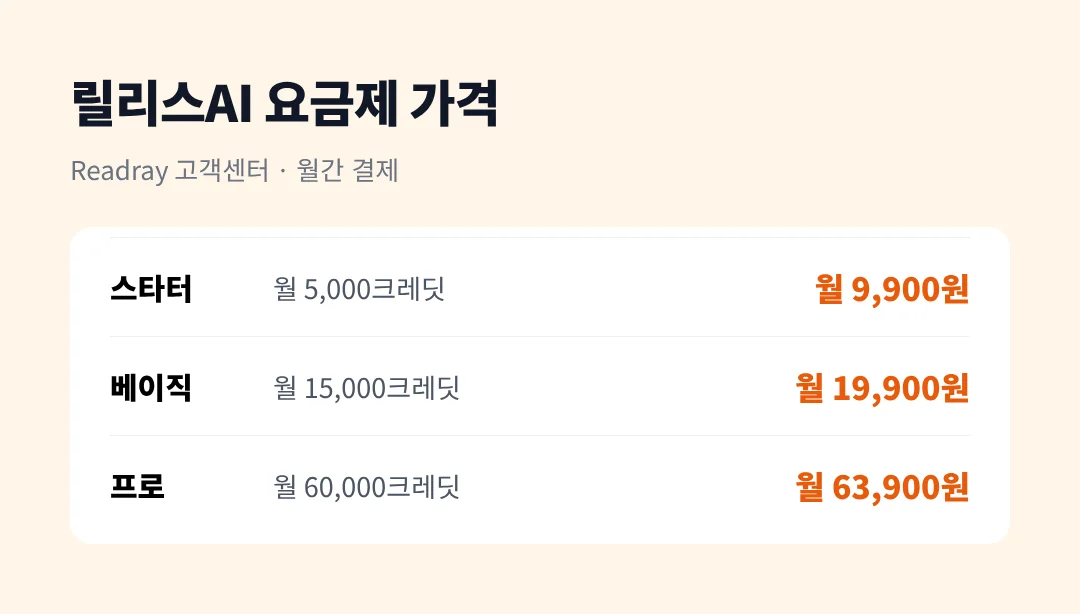 릴리스AI 요금제 가격
Readray 고객센터 · 월간 결제
스타터 월 5,000크레딧 월 9,900원
베이직 월 15,000크레딧 월 19,900원
프로 월 60,000크레딧 월 63,900원